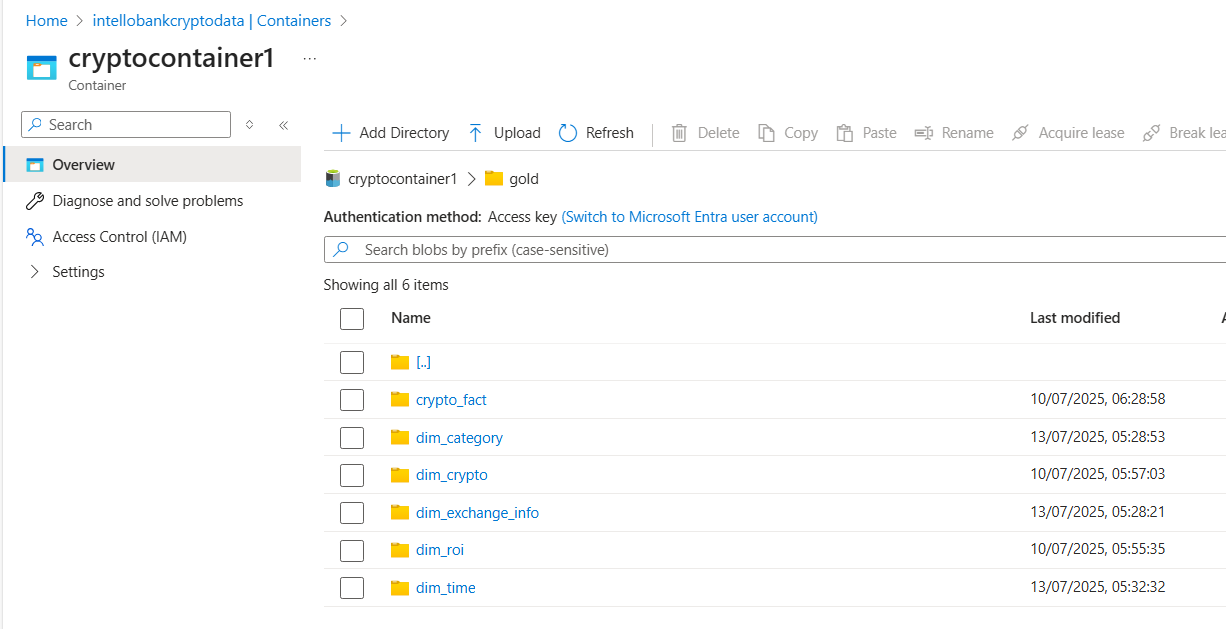 Home > intellobankcryptodata | Containers >
cryptocontainer1 ...
Container
Search
Overview
Diagnose and solve problems
Access Control (IAM)
Settings
Add Directory Upload Refresh Delete Copy Paste Rename Acquire lease Break lea
cryptocontainer1 > gold
Authentication method: Access key (Switch to Microsoft Entra user account)
Search blobs by prefix (case-sensitive)
Showing all 6 items
Name Last modified A
[..]
crypto_fact 10/07/2025, 06:28:58
dim_category 13/07/2025, 05:28:53
dim_crypto 10/07/2025, 05:57:03
dim_exchange_info 13/07/2025, 05:28:21
dim_roi 10/07/2025, 05:55:35
dim_time 13/07/2025, 05:32:32